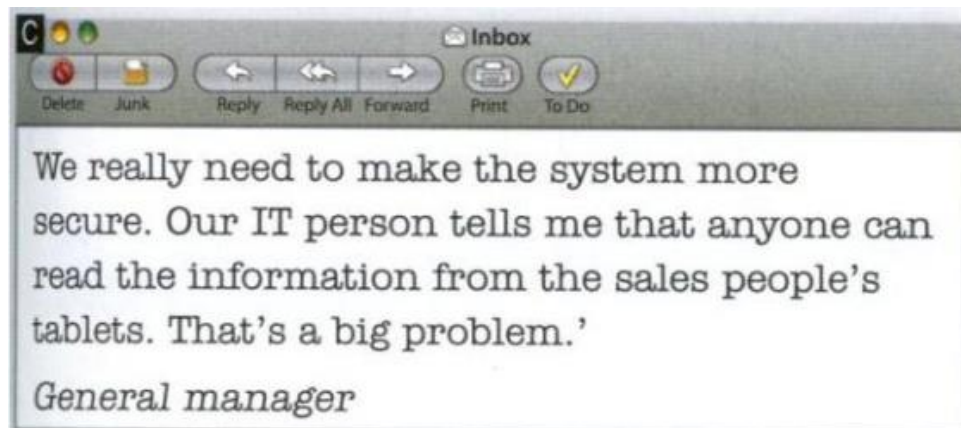 C
Inbox
Delete Junk Reply Reply All Forward Print To Do
We really need to make the system more
secure. Our IT person tells me that anyone can
read the information from the sales people's
tablets. That's a big problem.'
General manager